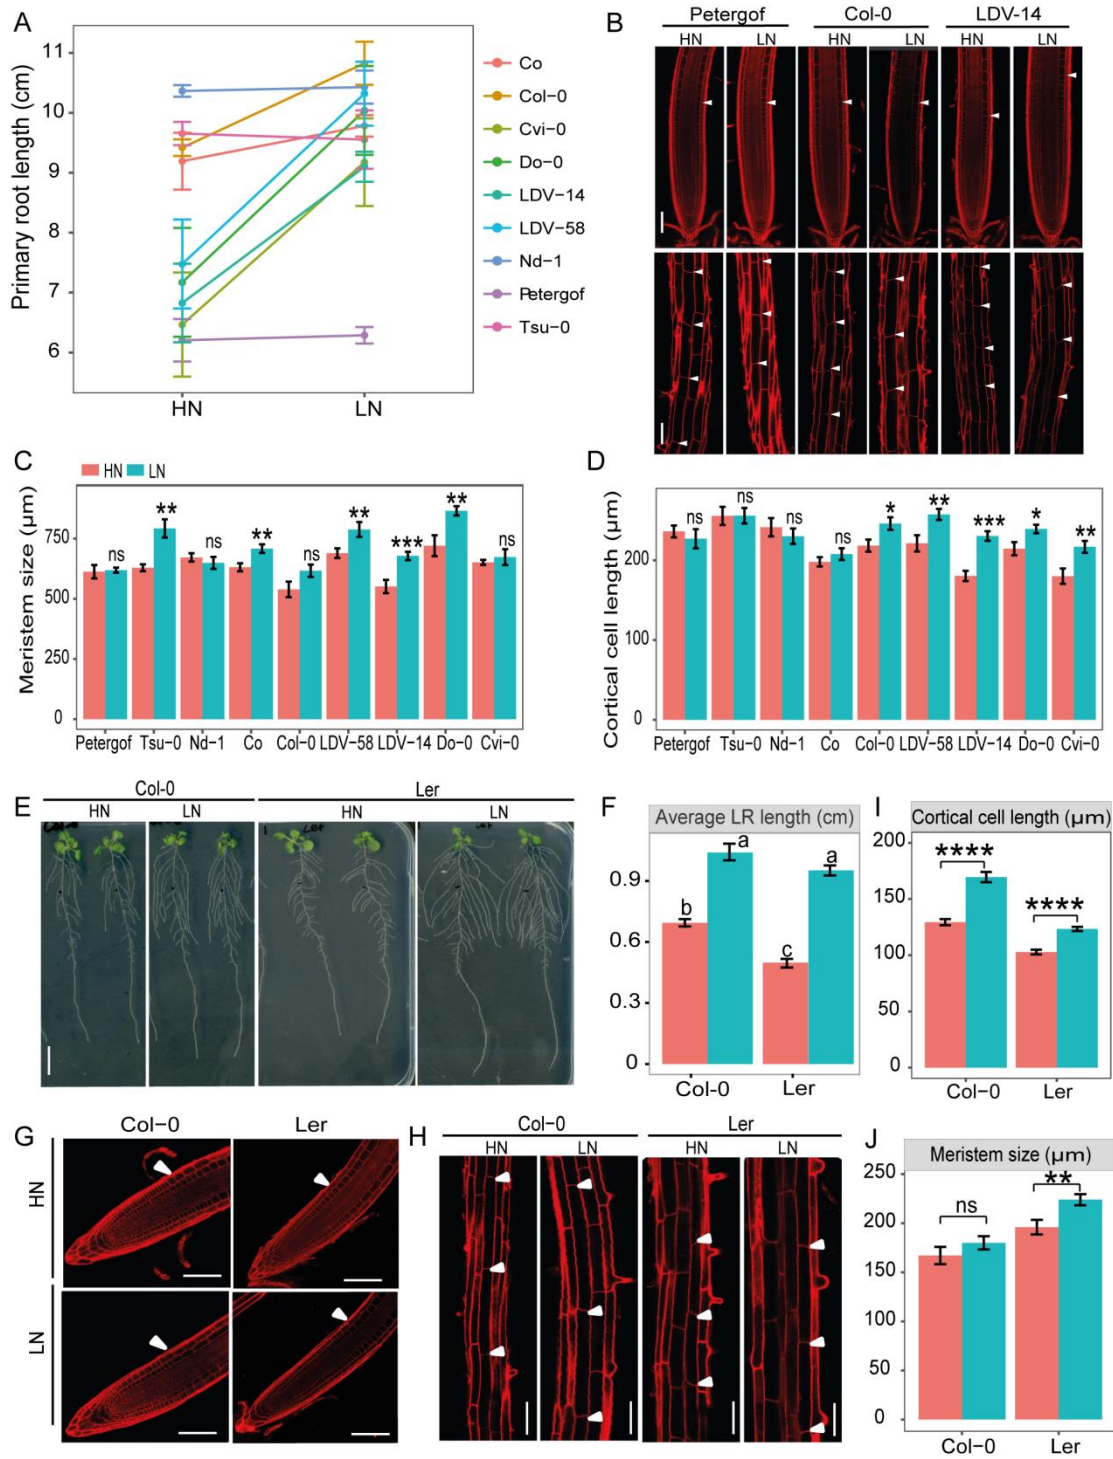 A
Primary root length (cm)
11
10
9
8
7
6
HN LN
Co
Col-0
Cvi-0
Do-0
LDV-14
LDV-58
Nd-1
Petergof
Tsu-0
B
Petergof Col-0 LDV-14
HN LN HN LN HN LN
C
HN LN
Meristem size (μm)
750
500
250
0
ns ** ns ** ns ** *** ** ns
Petergof Tsu-0 Nd-1 Co Col-0 LDV-58 LDV-14 Do-0 Cvi-0
D
Cortical cell length (μm)
200
100
0
ns ns ns ns * ** *** * **
Petergof Tsu-0 Nd-1 Co Col-0 LDV-58 LDV-14 Do-0 Cvi-0
E
Col-0 Ler
HN LN HN LN
F
Average LR length (cm)
0.9
0.6
0.3
0
b a c a
Col-0 Ler
I
Cortical cell length (μm)
200
150
100
50
0
**** ****
Col-0 Ler
G
Col-0 Ler
HN
LN
H
Col-0 Ler
HN LN HN LN
J
Meristem size (μm)
250
200
150
100
50
0
ns **
Col-0 Ler